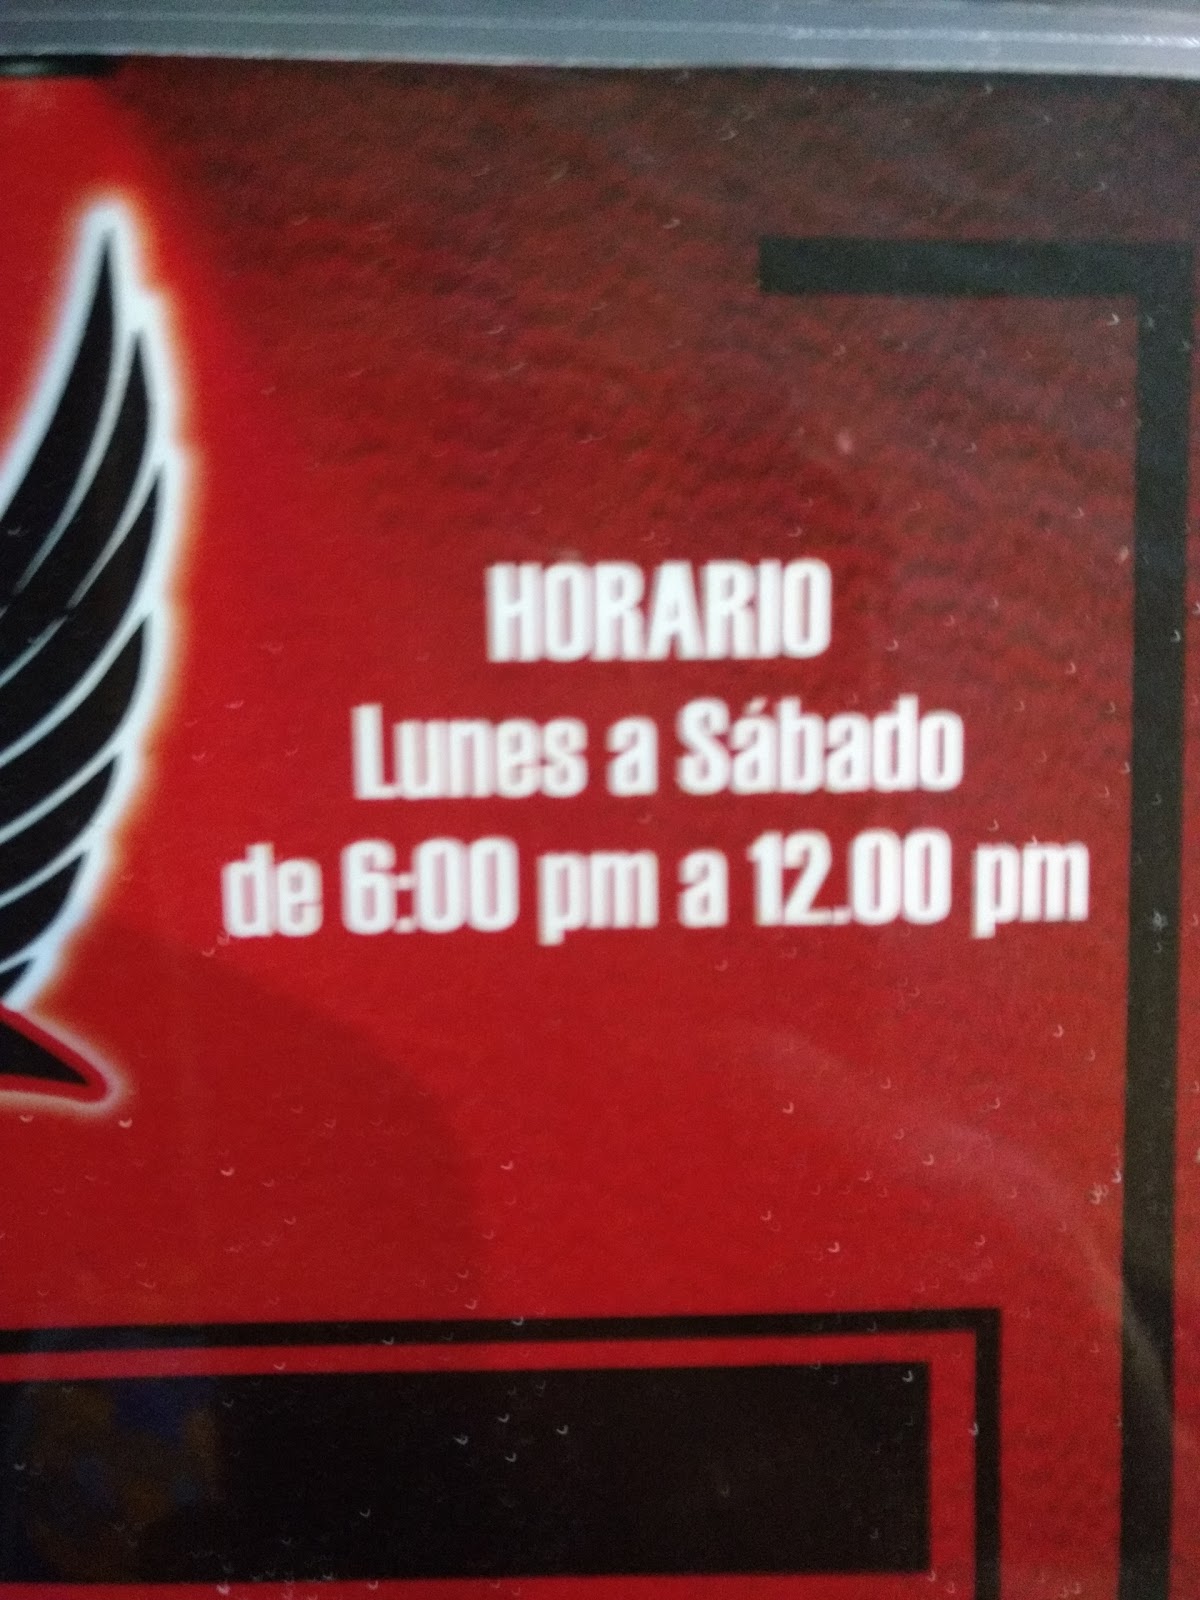 HORARIO
Lunes a Sábado
de 6:00 pm a 12.00 pm